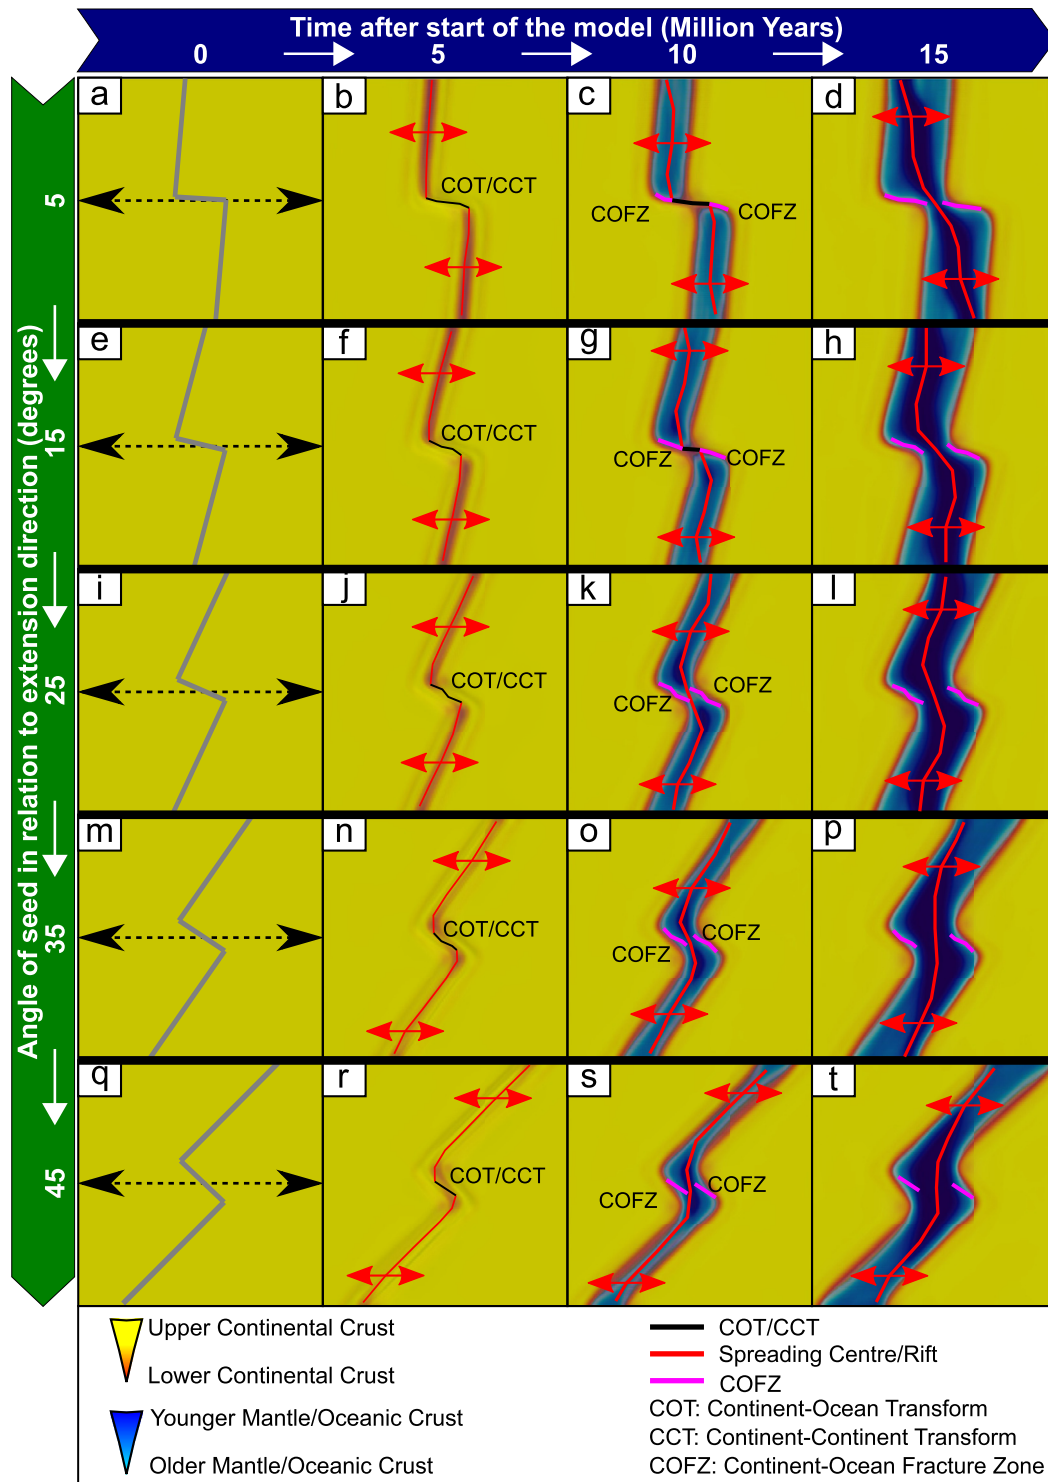 Time after start of the model (Million Years)
0 5 10 15
Angle of seed in relation to extension direction (degrees)
5
a b c d
COT/CCT
COFZ COFZ
15
e f g h
COT/CCT
COFZ COFZ
25
i j k l
COT/CCT
COFZ COFZ
35
m n o p
COT/CCT
COFZ COFZ
45
q r s t
COT/CCT
COFZ COFZ
Upper Continental Crust
Lower Continental Crust
Younger Mantle/Oceanic Crust
Older Mantle/Oceanic Crust
COT/CCT
Spreading Centre/Rift
COFZ
COT: Continent-Ocean Transform
CCT: Continent-Continent Transform
COFZ: Continent-Ocean Fracture Zone